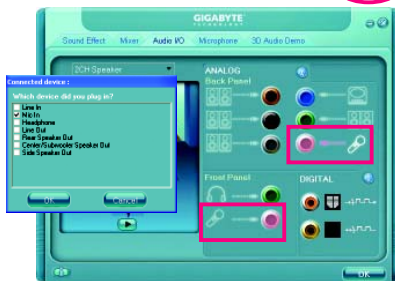 GIGABYTE
TECHNOLOGY
Sound Effect Mixer Audio I/O Microphone 3D Audio Demo
2CH Speaker
ANALOG
Back Panel
Connected device :
Which device did you plug in?
Line In
Mic In
Headphone
Line Out
Rear Speaker Out
Center/Subwoofer Speaker Out
Side Speaker Out
OK Cancel
Front Panel
DIGITAL
OK